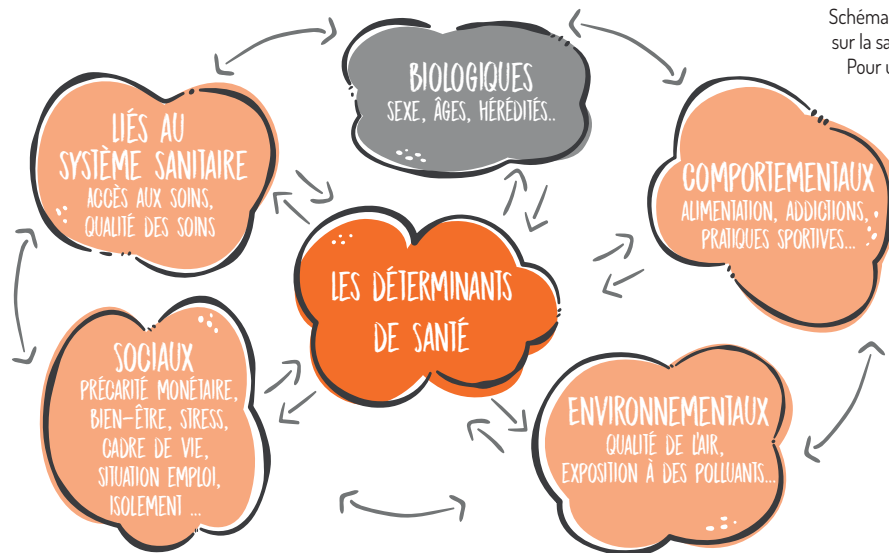 Schéma
sur la
Pour
BIOLOGIQUES
SEXE, ÂGES, HÉRÉDITÉS..
LIÉS AU
SYSTÈME SANITAIRE
ACCÈS AUX SOINS,
QUALITÉ DES SOINS
COMPORTEMENTAUX
ALIMENTATION, ADDICTIONS,
PRATIQUES SPORTIVES...
LES DÉTERMINANTS
DE SANTÉ
SOCIAUX
PRÉCARITÉ MONÉTAIRE,
BIEN-ÊTRE, STRESS,
CADRE DE VIE,
SITUATION EMPLOI,
ISOLEMENT ...
ENVIRONNEMENTAUX
QUALITÉ DE L'AIR,
EXPOSITION À DES POLLUANTS...